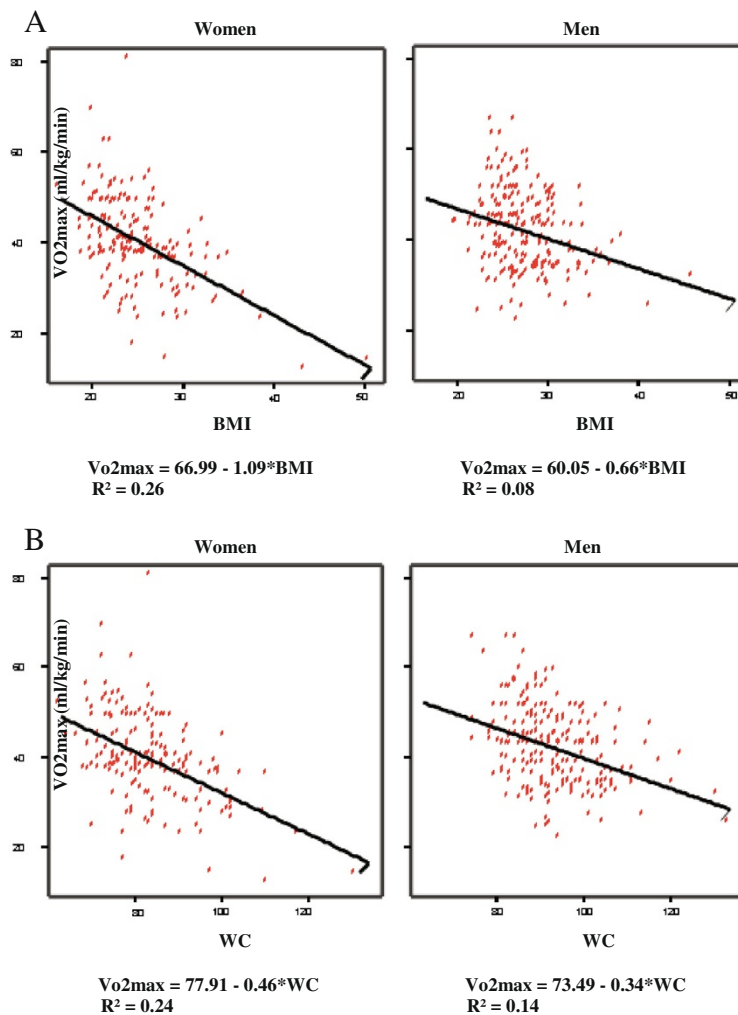 A
Women Men
80
60
40
20
VO2max (ml/kg/min)
20 30 40 50
20 30 40 50
BMI BMI
Vo2max = 66.99 - 1.09*BMI
R² = 0.26
Vo2max = 60.05 - 0.66*BMI
R² = 0.08
B
Women Men
80
60
40
20
VO2max (ml/kg/min)
80 100 120
80 100 120
WC WC
Vo2max = 77.91 - 0.46*WC
R² = 0.24
Vo2max = 73.49 - 0.34*WC
R² = 0.14